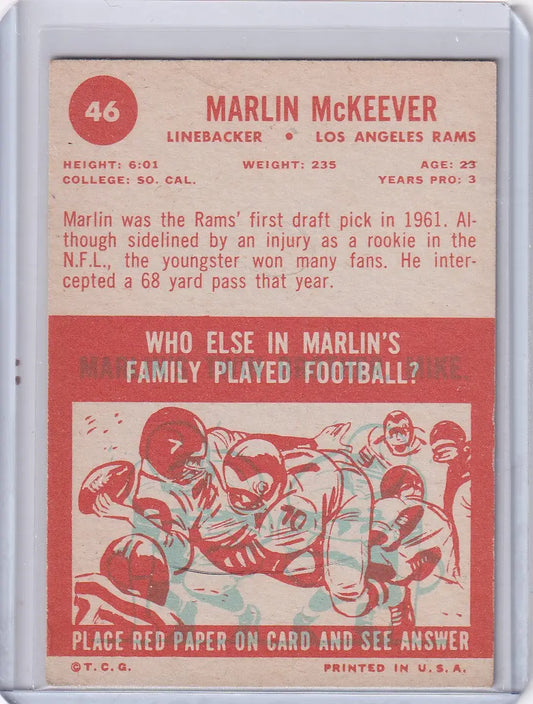 46
MARLIN McKEEVER
LINEBACKER • LOS ANGELES RAMS
HEIGHT: 6:01 WEIGHT: 235 AGE: 23
COLLEGE: SO. CAL. YEARS PRO: 3
Marlin was the Rams' first draft pick in 1961. Al-
though sidelined by an injury as a rookie in the
N.F.L., the youngster won many fans. He inter-
cepted a 68 yard pass that year.
WHO ELSE IN MARLIN'S
FAMILY PLAYED FOOTBALL?
MIKE.
7
10
PLACE RED PAPER ON CARD AND SEE ANSWER
©T.C.G. PRINTED IN U.S.A.